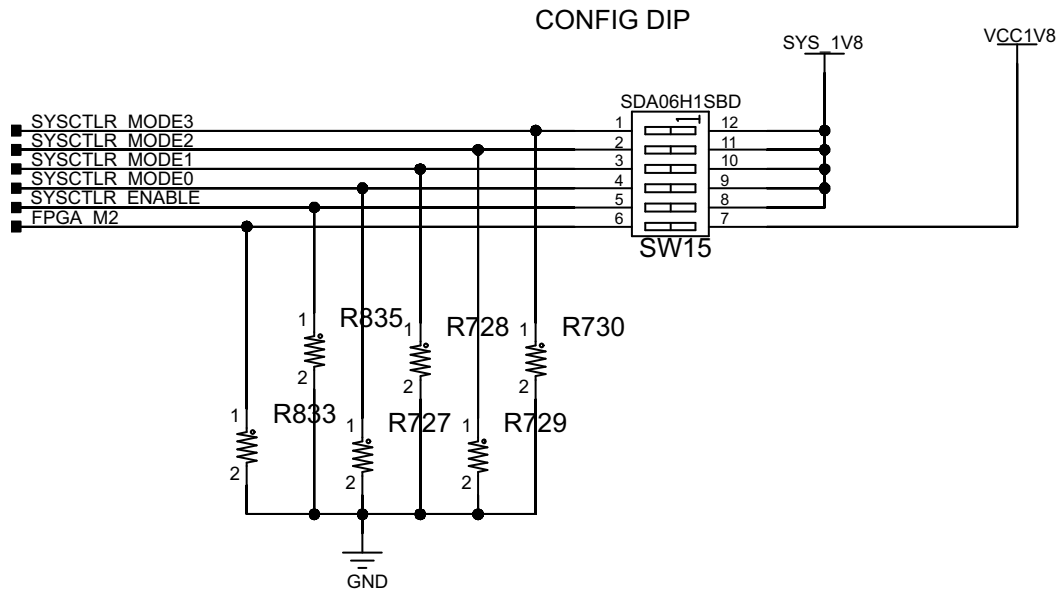 CONFIG DIP
SYS_1V8
VCC1V8
SDA06H1SBD
SYSCTLR_MODE3
1
12
SYSCTLR_MODE2
2
11
SYSCTLR_MODE1
3
10
SYSCTLR_MODE0
4
9
SYSCTLR_ENABLE
5
8
FPGA_M2
6
7
1
SW15
1
R835
1
R728
1
R730
2
2
2
1
R833
1
R727
1
R729
2
2
2
GND